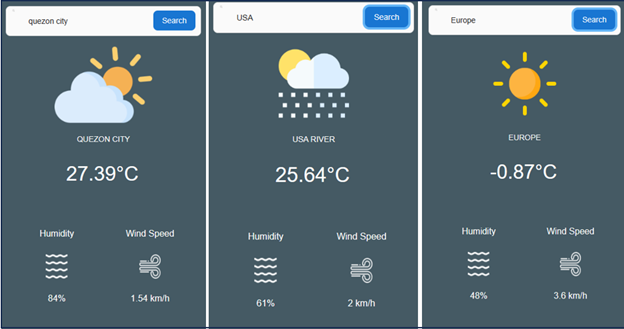 quezon city
Search
QUEZON CITY
27.39°C
Humidity
Wind Speed
84%
1.54 km/h
USA
Search
USA RIVER
25.64°C
Humidity
Wind Speed
61%
2 km/h
Europe
Search
EUROPE
-0.87°C
Humidity
Wind Speed
48%
3.6 km/h